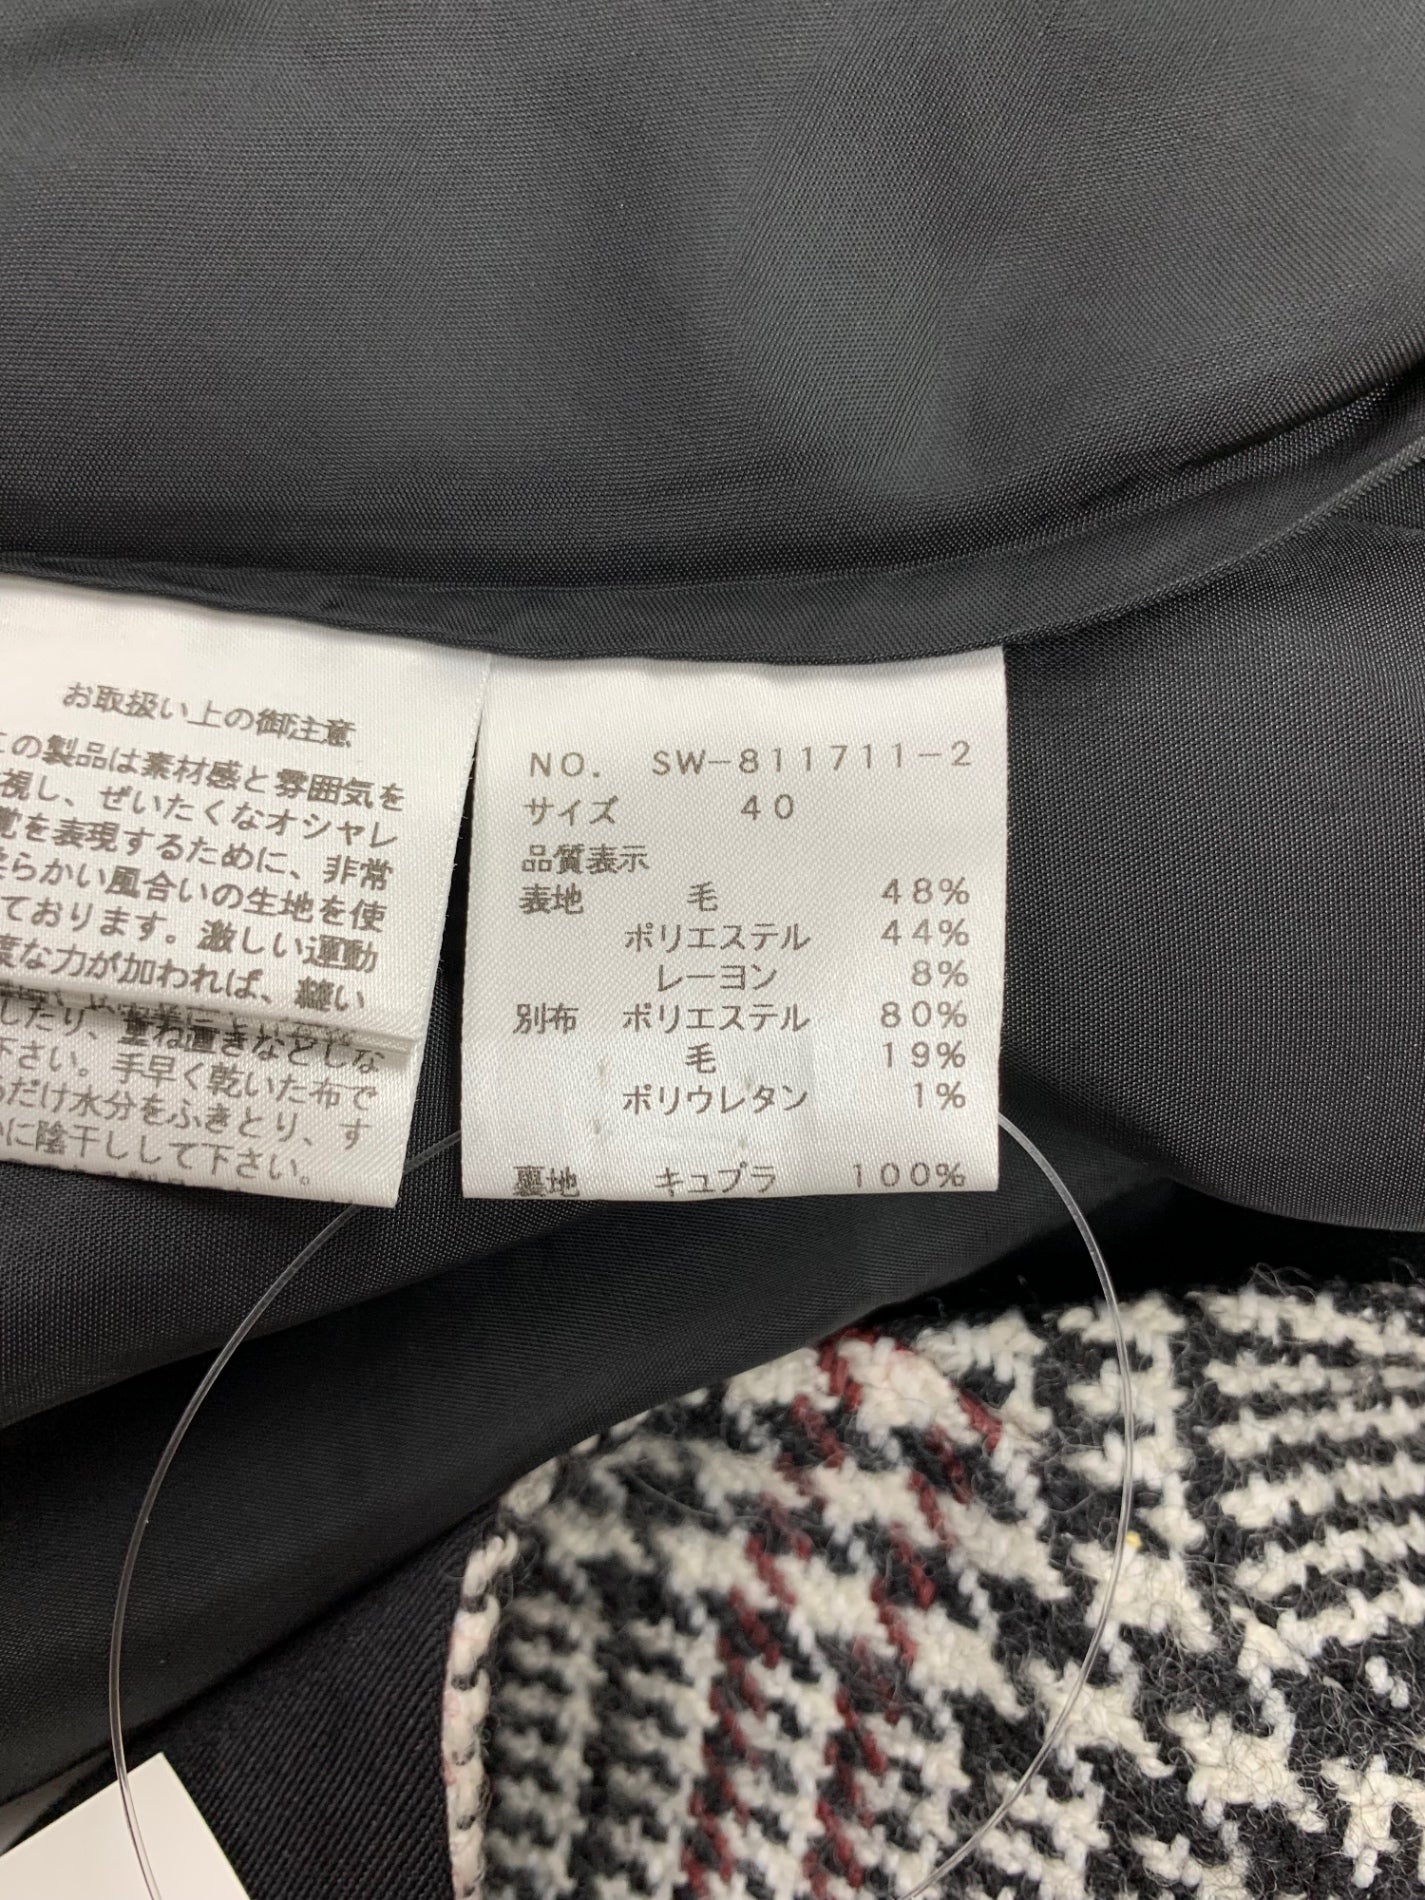 お取扱い上の御注意
この製品は素材感と雰囲気を
視し、ぜいたくなオシャレ
覚を表現するために、非常
柔らかい風合いの生地を使
ております。激しい運動
度な力が加われば、縫い
したり、重ね置きなどしな
下さい。手早く乾いた布で
るだけ水分をふきとり、す
に陰干しして下さい。
NO. SW-811711-2
サイズ 40
品質表示
表地 毛 48%
ポリエステル 44%
レーヨン 8%
別布 ポリエステル 80%
毛 19%
ポリウレタン 1%
裏地 キュプラ 100%